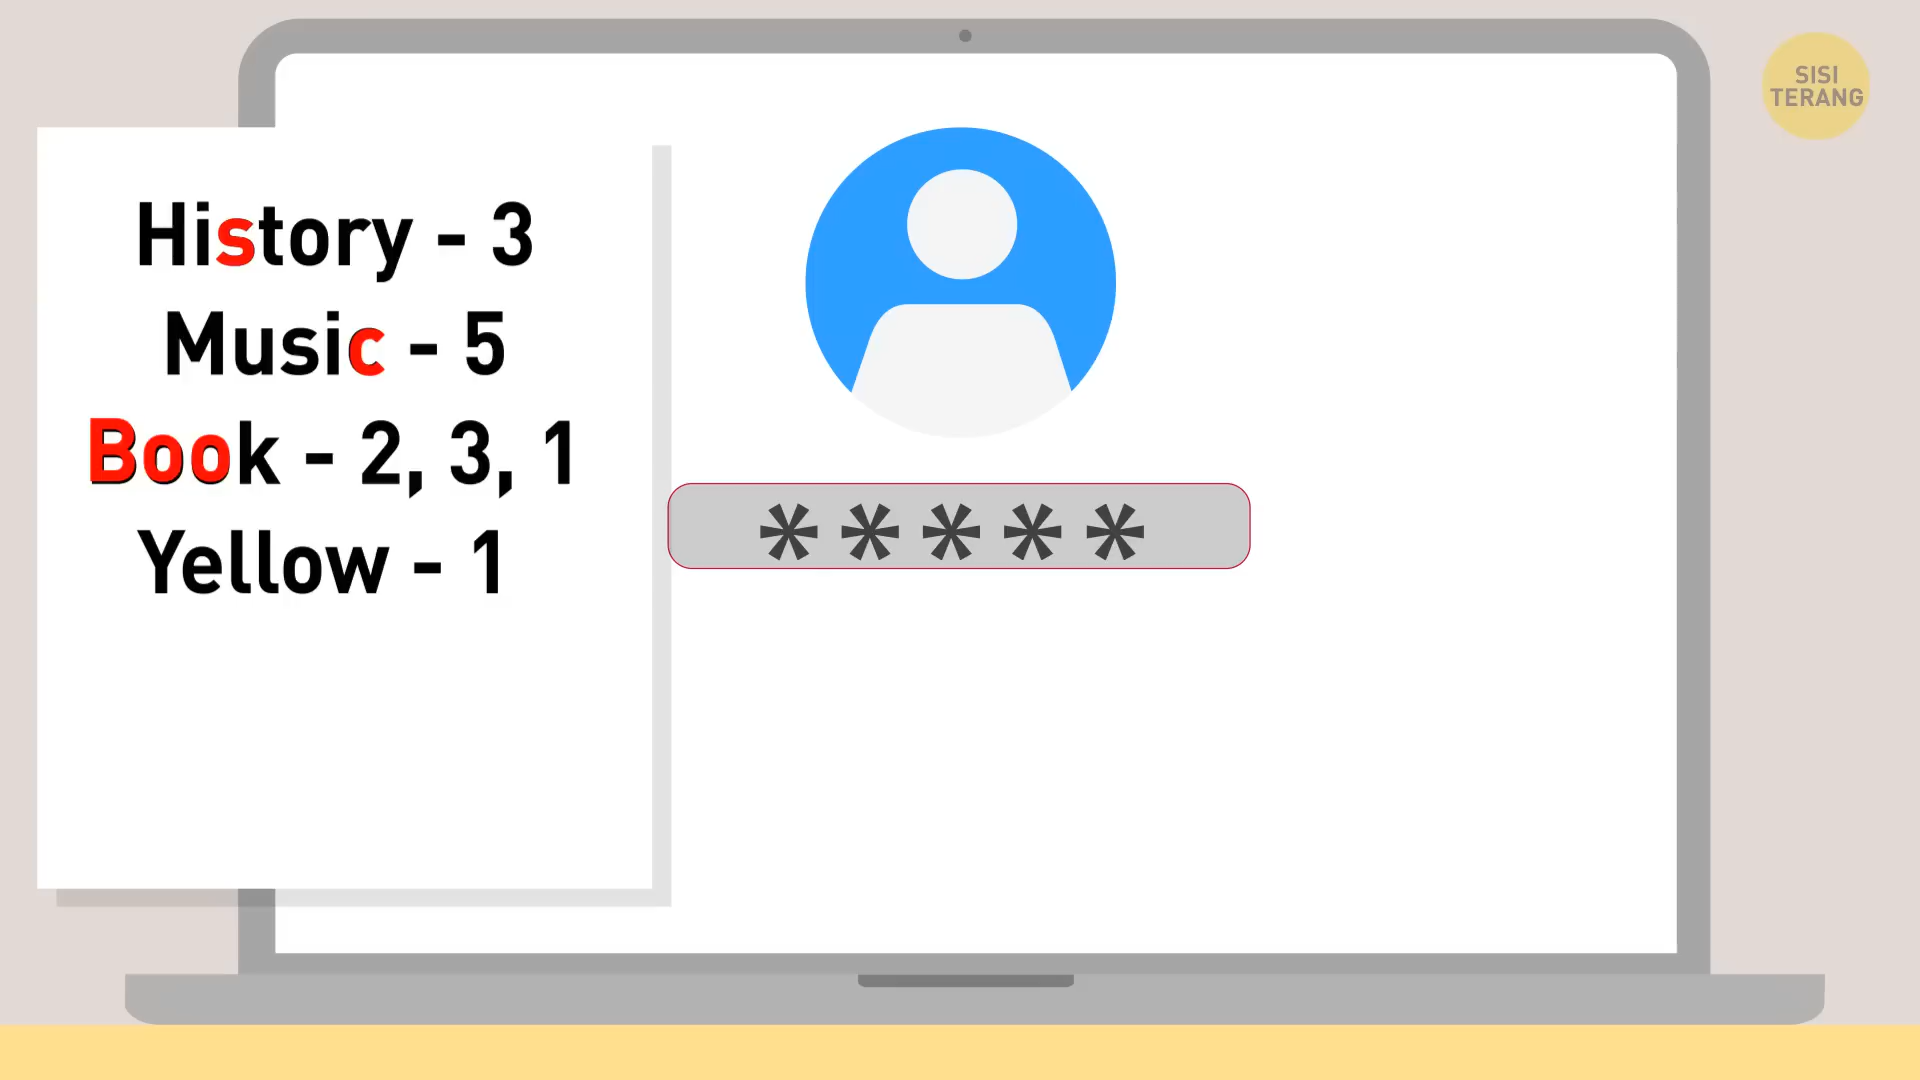 History - 3
Music - 5
Book - 2, 3, 1
Yellow - 1
*****
SISI
TERANG